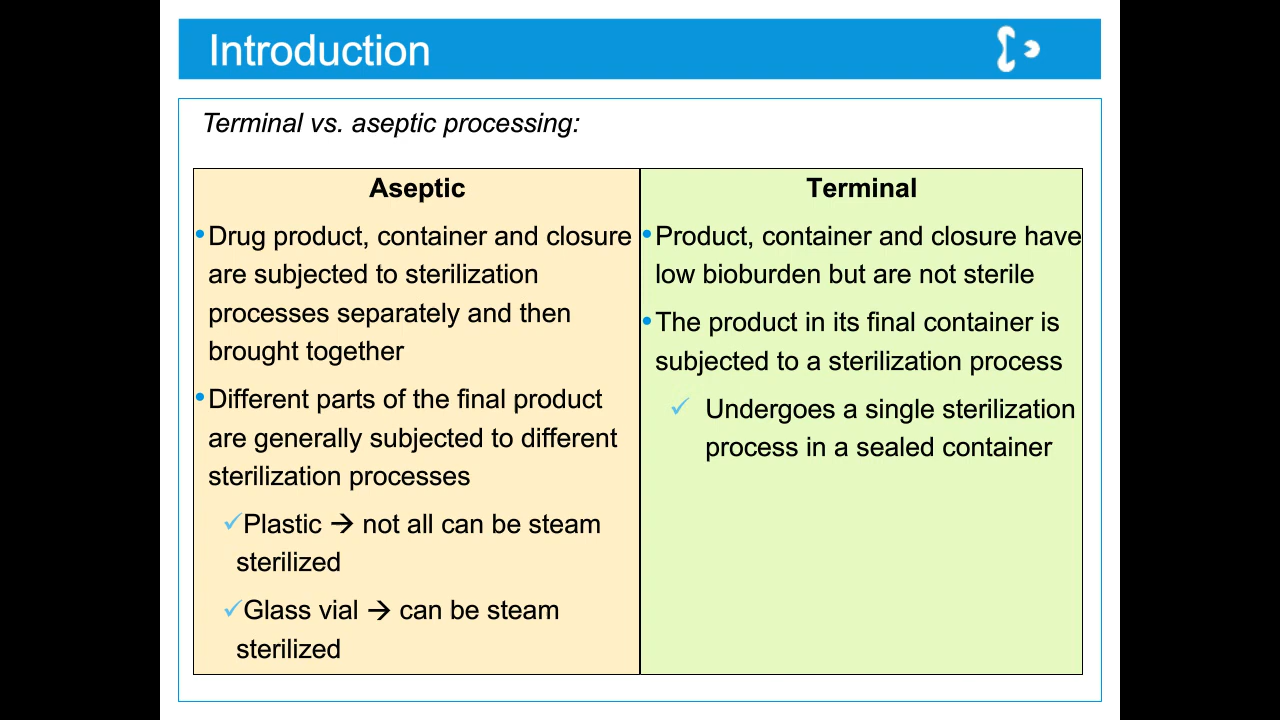 Introduction
Terminal vs. aseptic processing:
Aseptic
•Drug product, container and closure
are subjected to sterilization
processes separately and then
brought together
•Different parts of the final product
are generally subjected to different
sterilization processes
✓Plastic → not all can be steam
sterilized
✓Glass vial → can be steam
sterilized
Terminal
•Product, container and closure have
low bioburden but are not sterile
•The product in its final container is
subjected to a sterilization process
✓ Undergoes a single sterilization
process in a sealed container